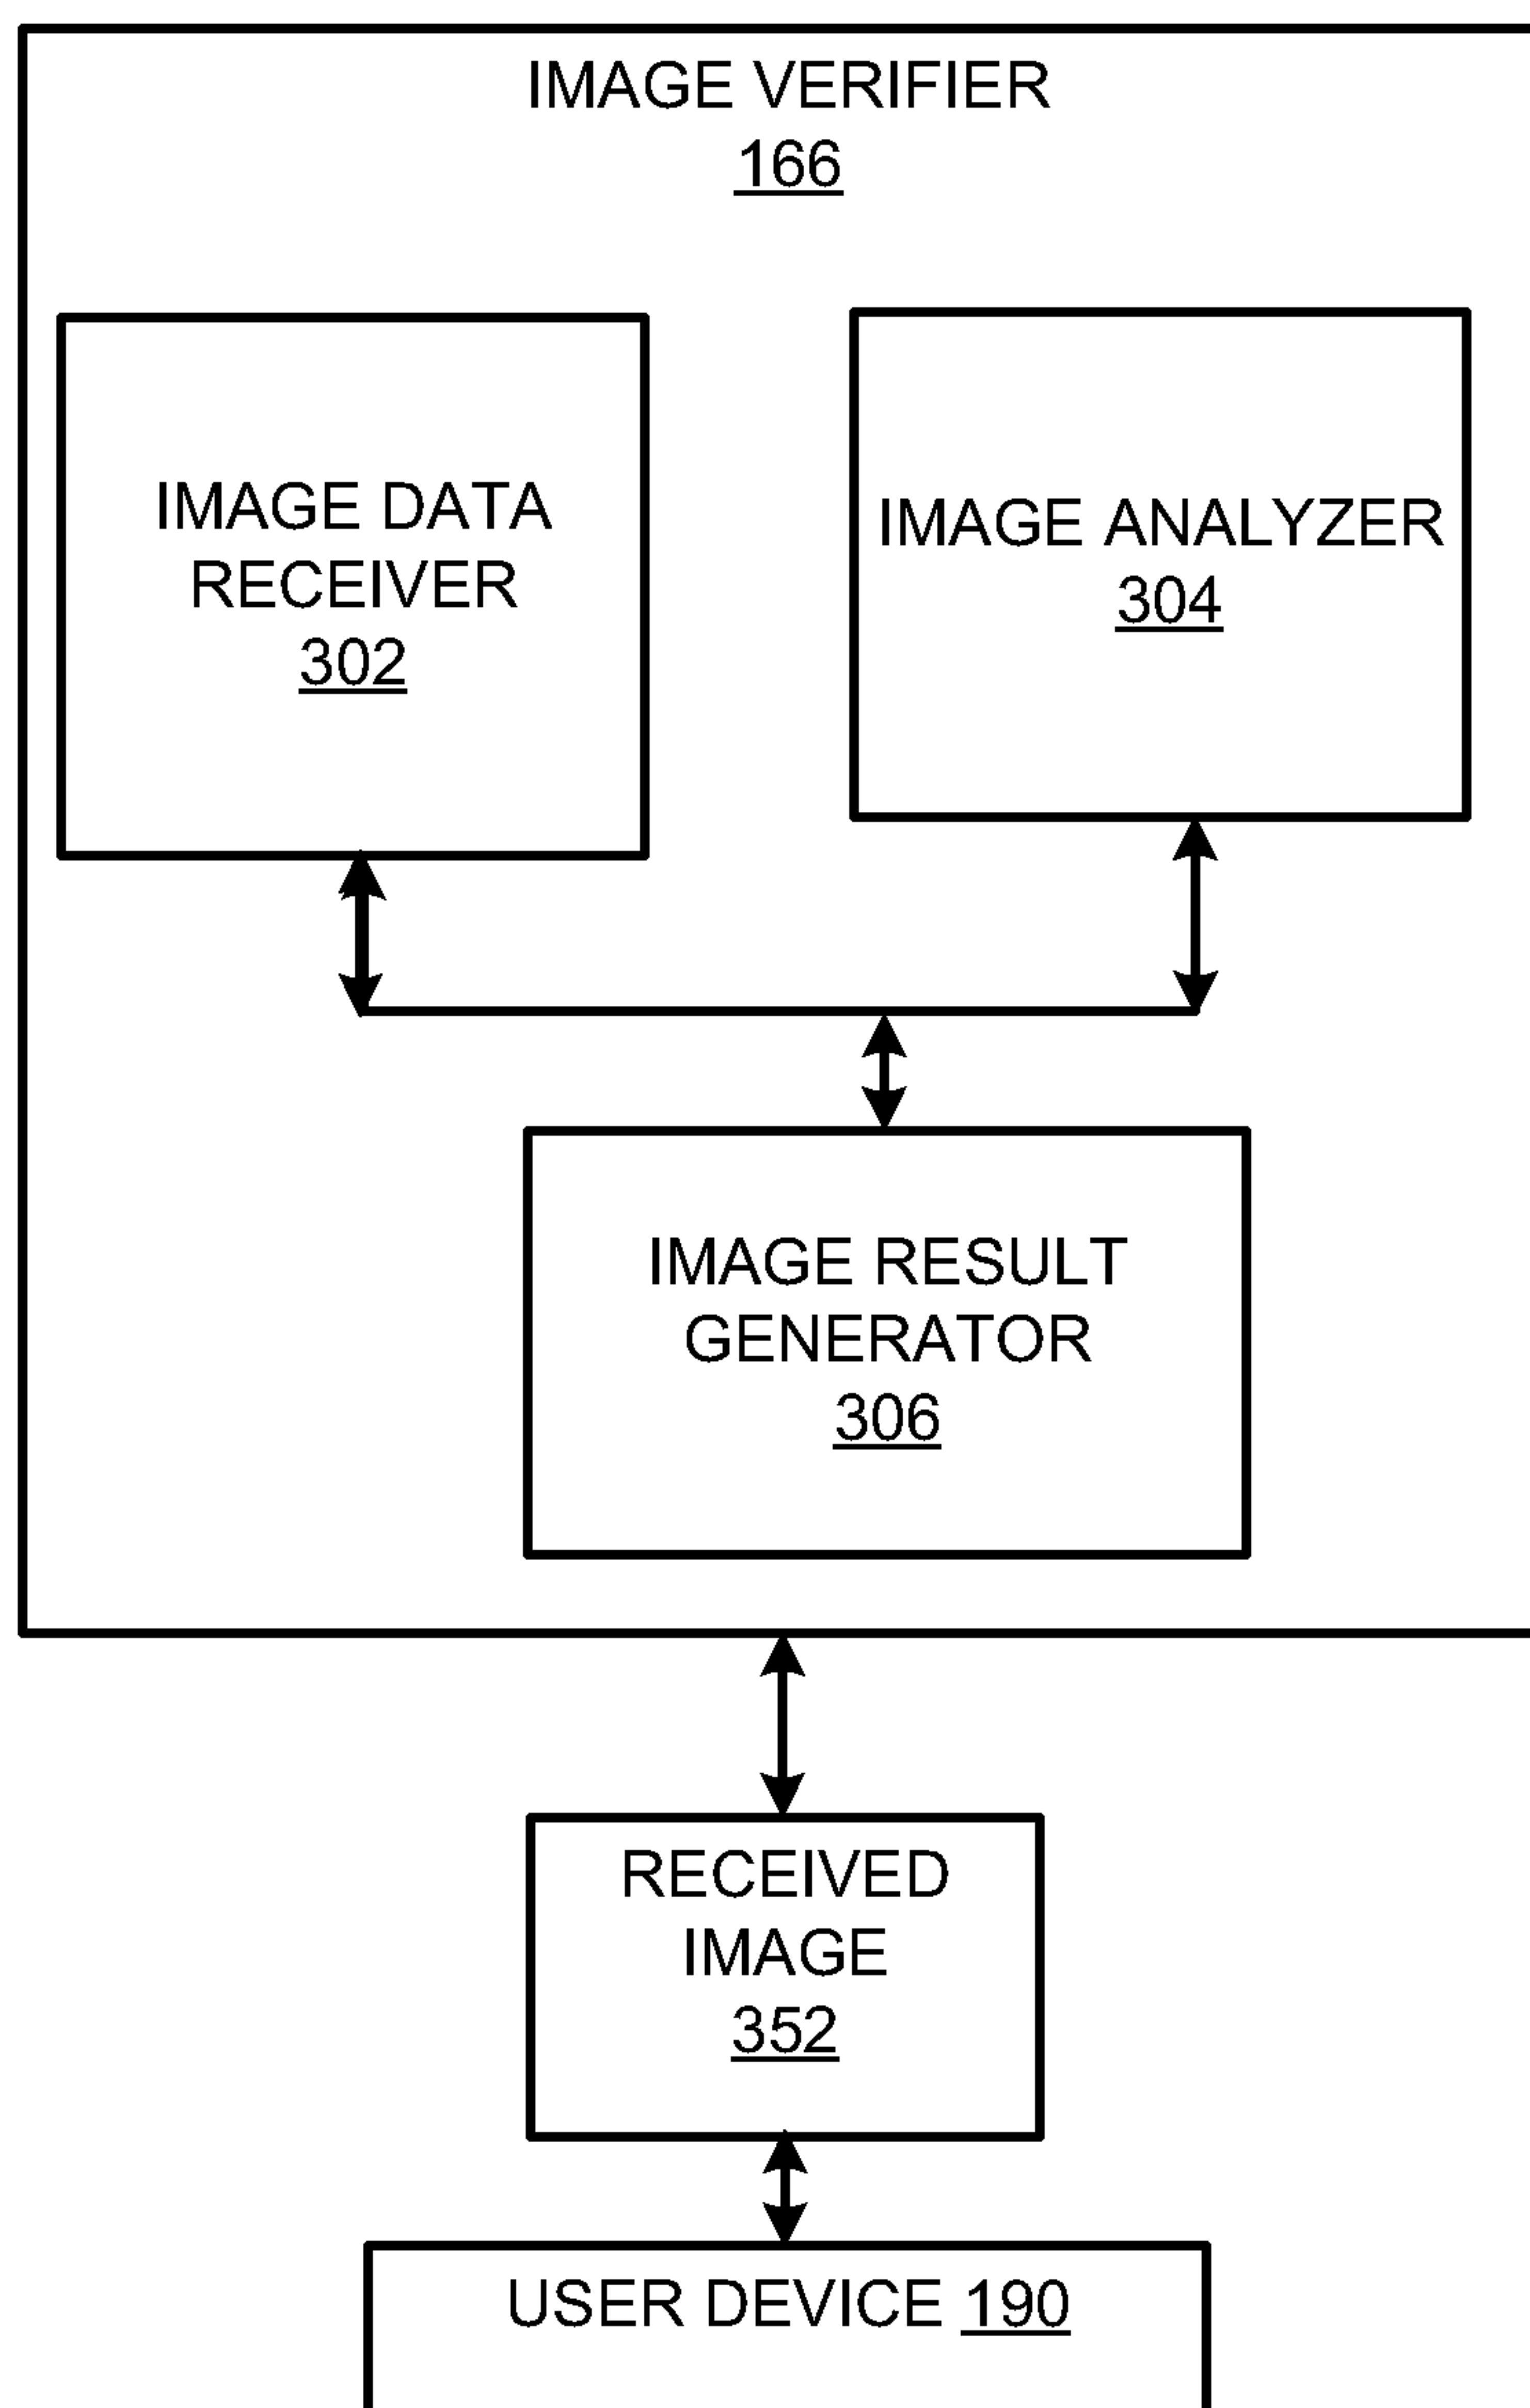 IMAGE VERIFIER
166
IMAGE DATA
RECEIVER
302
IMAGE ANALYZER
304
IMAGE RESULT
GENERATOR
306
RECEIVED
IMAGE
352
USER DEVICE 190